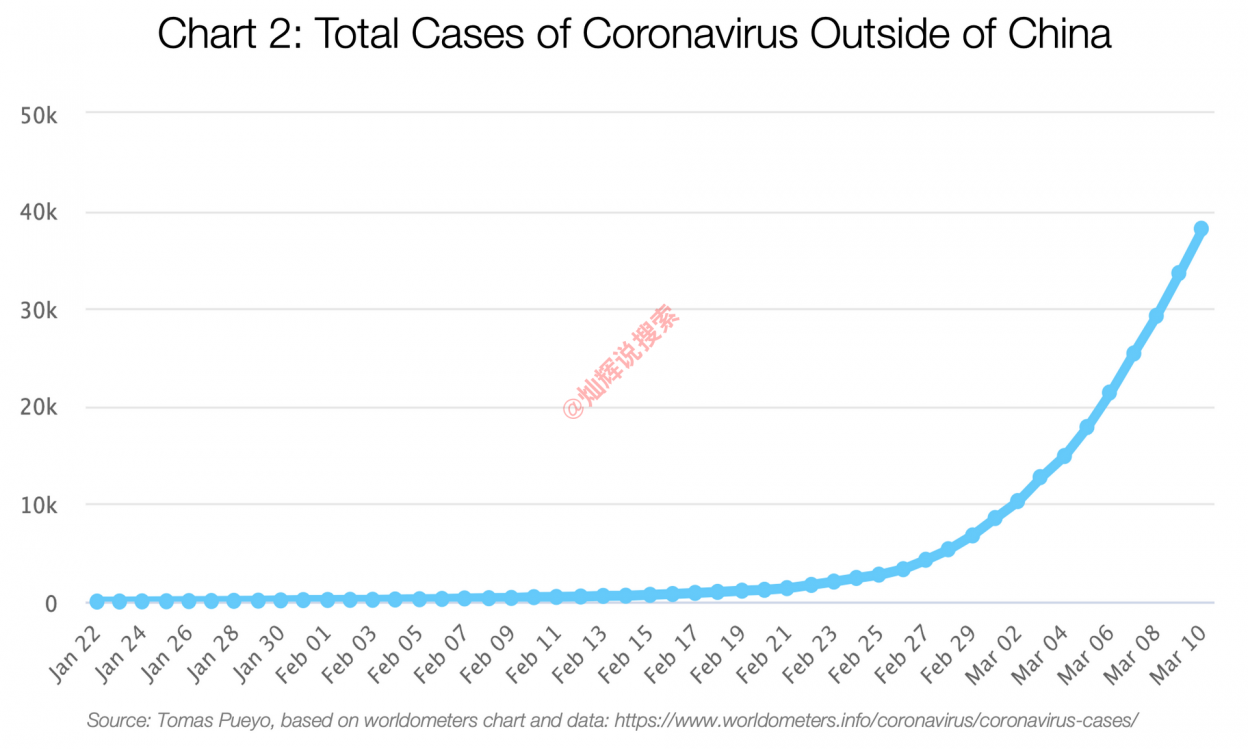 Chart 2: Total Cases of Coronavirus Outside of China
50k
40k
30k
20k
10k
0
@灿辉说搜索
Jan 22
Jan 24
Jan 26
Jan 28
Jan 30
Feb 01
Feb 03
Feb 05
Feb 07
Feb 09
Feb 11
Feb 13
Feb 15
Feb 17
Feb 19
Feb 21
Feb 23
Feb 25
Feb 27
Feb 29
Mar 02
Mar 04
Mar 06
Mar 08
Mar 10
Source: Tomas Pueyo, based on worldometers chart and data: https://www.worldometers.info/coronavirus/coronavirus-cases/